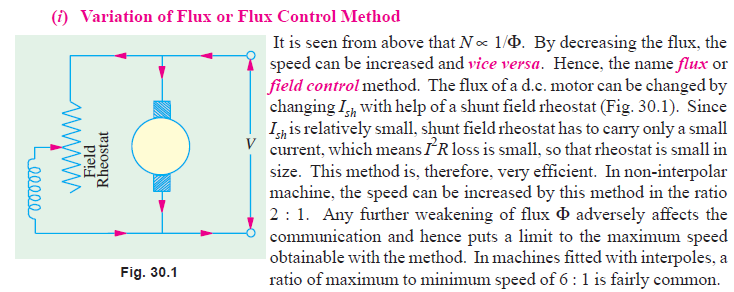 (i) Variation of Flux or Flux Control Method
It is seen from above that N ∝ 1/Φ. By decreasing the flux, the
speed can be increased and vice versa. Hence, the name flux or
field control method. The flux of a d.c. motor can be changed by
changing I_sh with help of a shunt field rheostat (Fig. 30.1). Since
I_sh is relatively small, shunt field rheostat has to carry only a small
current, which means I²R loss is small, so that rheostat is small in
size. This method is, therefore, very efficient. In non-interpolar
machine, the speed can be increased by this method in the ratio
2 : 1. Any further weakening of flux Φ adversely affects the
communication and hence puts a limit to the maximum speed
obtainable with the method. In machines fitted with interpoles, a
ratio of maximum to minimum speed of 6 : 1 is fairly common.
Field
Rheostat
V
Fig. 30.1